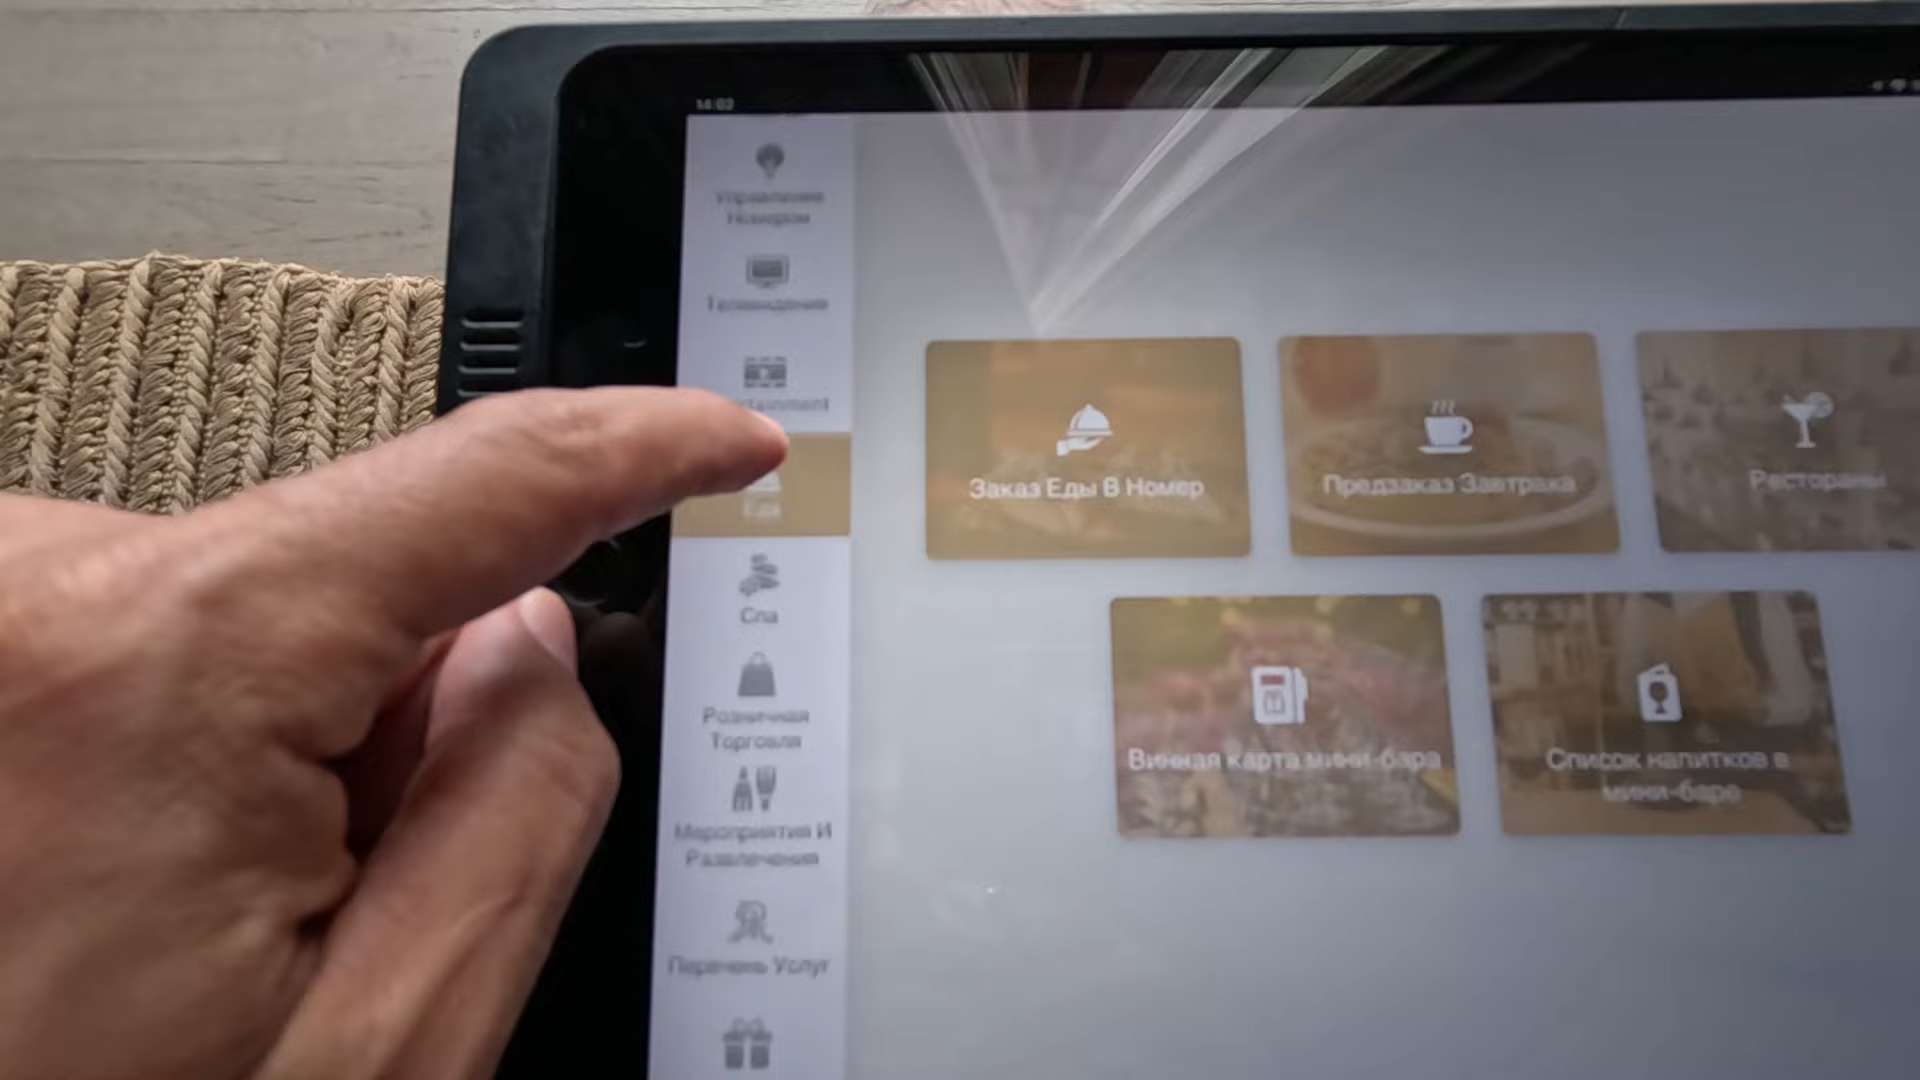 14:02
Управление
Номером
Телевидение
Еда
Спа
Розничная
Торговля
Мероприятия И
Развлечения
Перечень Услуг
Заказ Еды В Номер
Предзаказ Завтрака
Рестораны
Винная карта мини-бара
Список напитков в
мини-баре